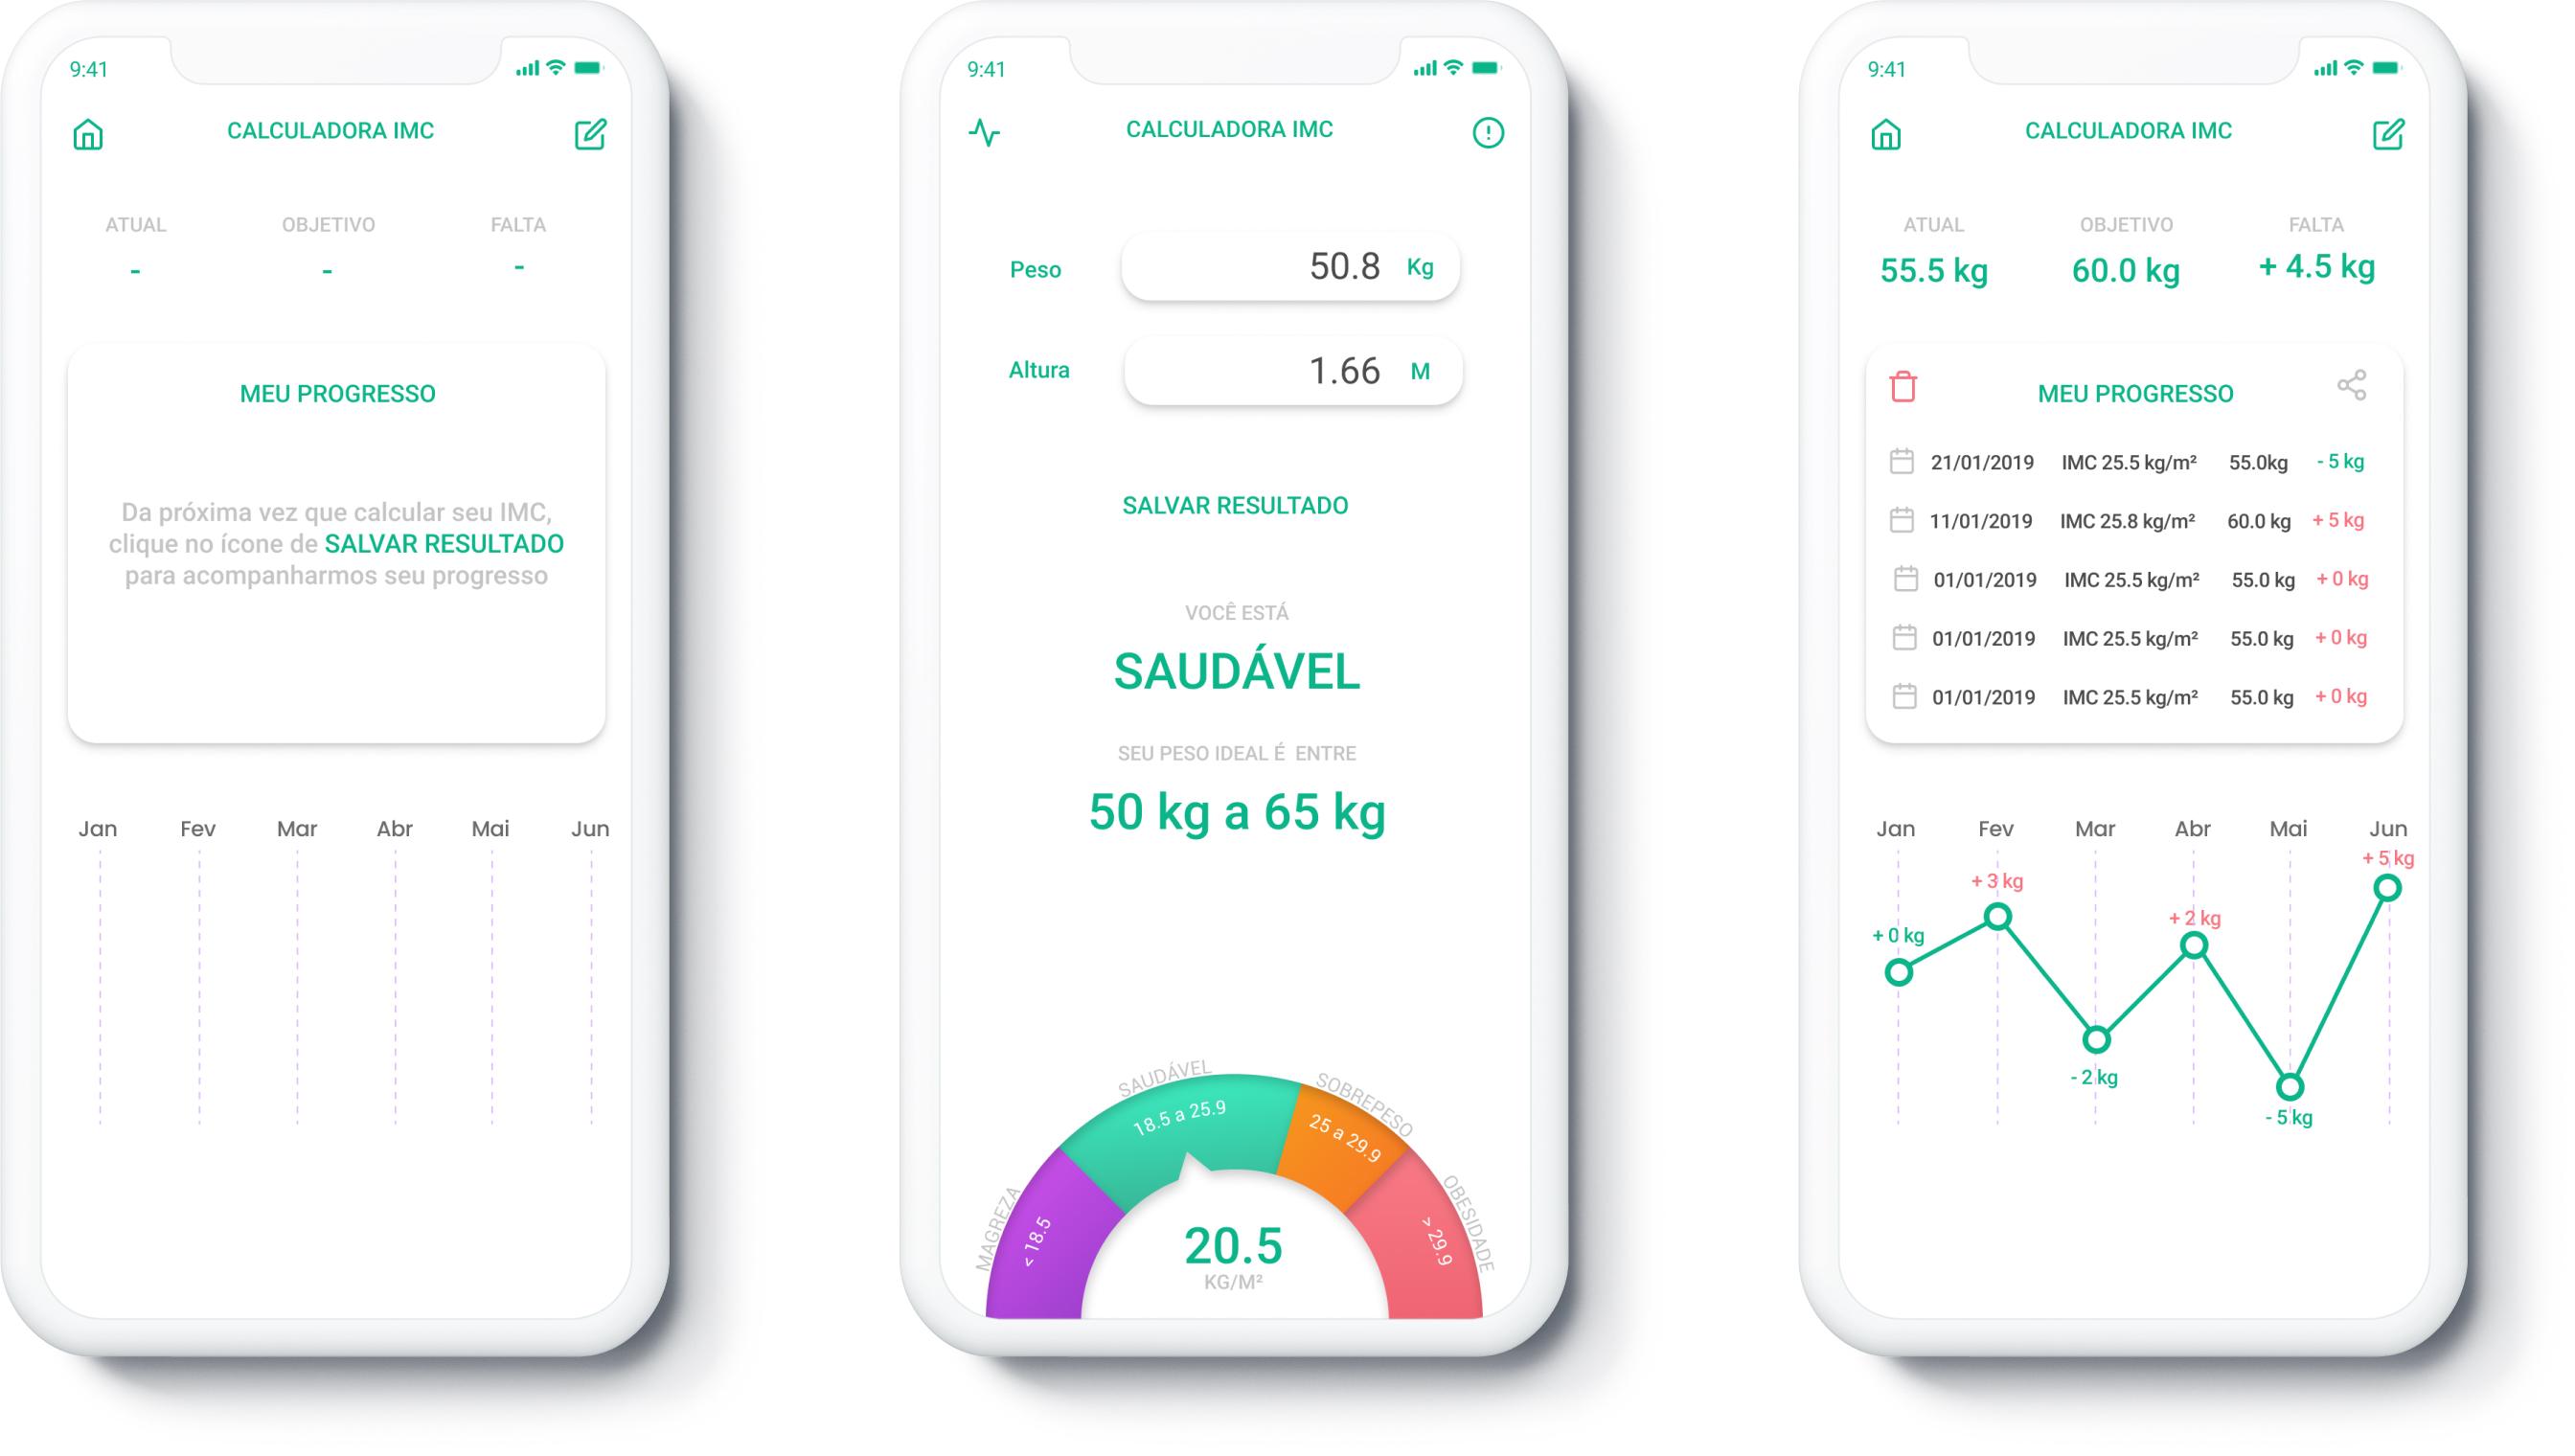 9:41
CALCULADORA IMC
ATUAL OBJETIVO FALTA
- - -
MEU PROGRESSO
Da próxima vez que calcular seu IMC,
clique no ícone de SALVAR RESULTADO
para acompanharmos seu progresso
Jan Fev Mar Abr Mai Jun
9:41
CALCULADORA IMC
Peso 50.8 Kg
Altura 1.66 M
SALVAR RESULTADO
VOCÊ ESTÁ
SAUDÁVEL
SEU PESO IDEAL É ENTRE
50 kg a 65 kg
MAGREZA
< 18.5
SAUDÁVEL
18.5 a 25.9
SOBREPESO
25 a 29.9
OBESIDADE
> 29.9
20.5
KG/M²
9:41
CALCULADORA IMC
ATUAL OBJETIVO FALTA
55.5 kg 60.0 kg + 4.5 kg
MEU PROGRESSO
21/01/2019 IMC 25.5 kg/m² 55.0kg - 5 kg
11/01/2019 IMC 25.8 kg/m² 60.0 kg + 5 kg
01/01/2019 IMC 25.5 kg/m² 55.0 kg + 0 kg
01/01/2019 IMC 25.5 kg/m² 55.0 kg + 0 kg
01/01/2019 IMC 25.5 kg/m² 55.0 kg + 0 kg
Jan Fev Mar Abr Mai Jun
+ 0 kg
+ 3 kg
- 2 kg
+ 2 kg
- 5 kg
+ 5 kg